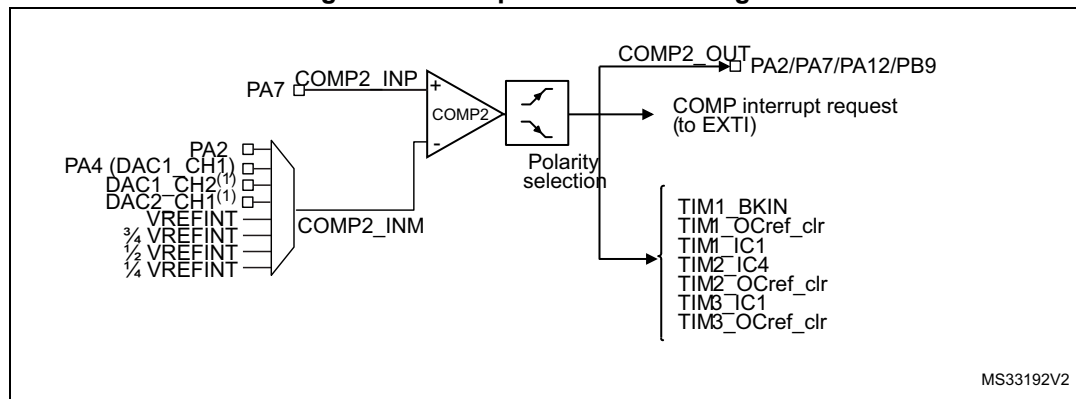 COMP2_OUT
PA2/PA7/PA12/PB9
PA7
COMP2_INP
+
COMP2
-
COMP interrupt request
(to EXTI)
Polarity
selection
PA2
PA4 (DAC1_CH1)
DAC1_CH2(1)
DAC2_CH1(1)
VREFINT
¾ VREFINT
½ VREFINT
¼ VREFINT
COMP2_INM
TIM1_BKIN
TIM1_OCref_clr
TIM1_IC1
TIM2_IC4
TIM2_OCref_clr
TIM3_IC1
TIM3_OCref_clr
MS33192V2